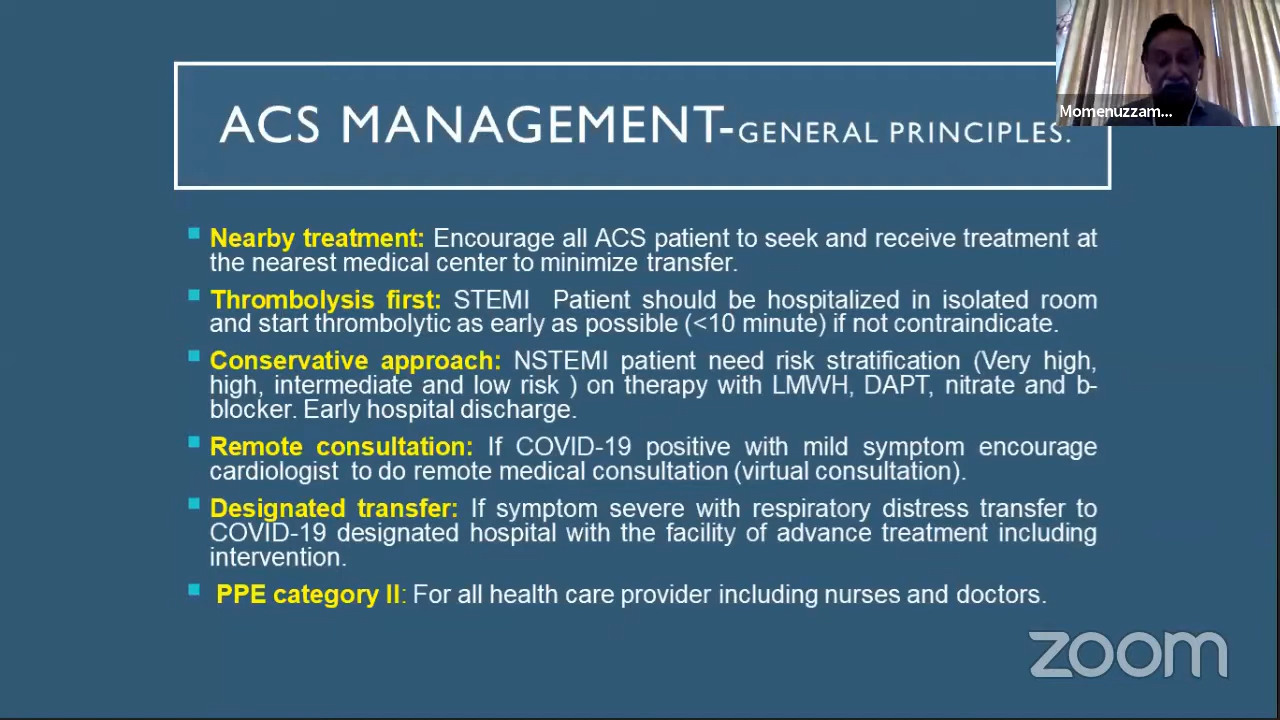 ACS MANAGEMENT-GENERAL PRINCIPLES.
Momenuzzam...
Nearby treatment: Encourage all ACS patient to seek and receive treatment at
the nearest medical center to minimize transfer.
Thrombolysis first: STEMI Patient should be hospitalized in isolated room
and start thrombolytic as early as possible (<10 minute) if not contraindicate.
Conservative approach: NSTEMI patient need risk stratification (Very high,
high, intermediate and low risk ) on therapy with LMWH, DAPT, nitrate and b-
blocker. Early hospital discharge.
Remote consultation: If COVID-19 positive with mild symptom encourage
cardiologist to do remote medical consultation (virtual consultation).
Designated transfer: If symptom severe with respiratory distress transfer to
COVID-19 designated hospital with the facility of advance treatment including
intervention.
PPE category II: For all health care provider including nurses and doctors.
zoom